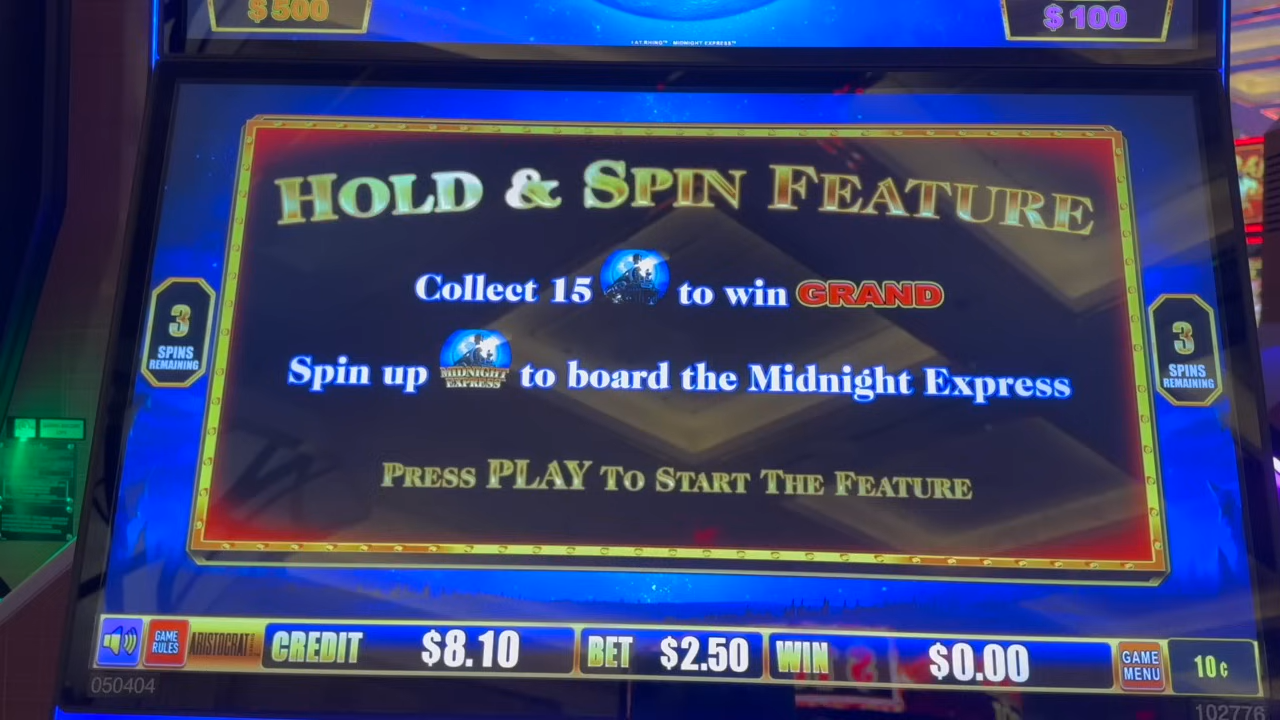 $500
$100
MIDNIGHT EXPRESS™
HOLD & SPIN FEATURE
Collect 15 to win GRAND
3
SPINS
REMAINING
3
SPINS
REMAINING
Spin up MIDNIGHT EXPRESS to board the Midnight Express
PRESS PLAY TO START THE FEATURE
GAME
RULES
ARISTOCRAT
CREDIT $8.10
BET $2.50
WIN $0.00
GAME
MENU
10¢
050404
102776